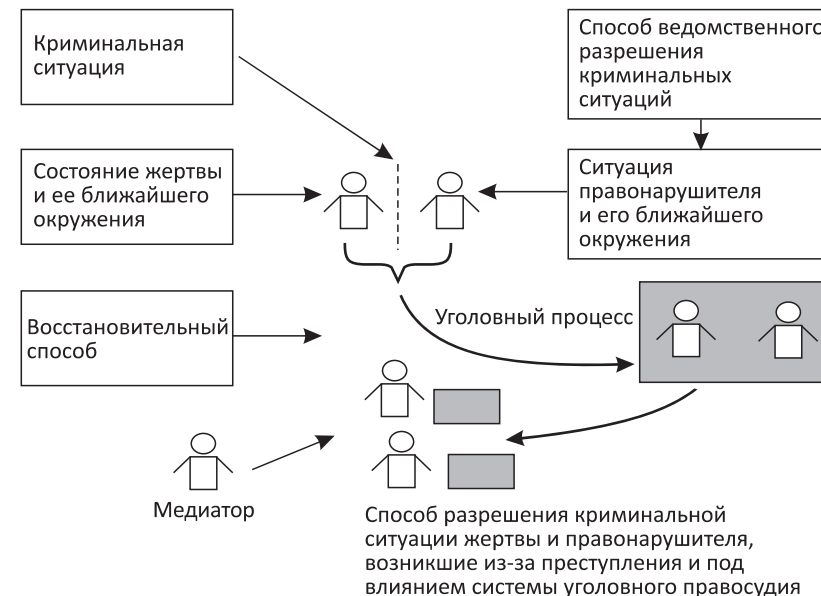 Криминальная
ситуация
Способ ведомственного
разрешения
криминальных
ситуаций
Состояние жертвы
и ее ближайшего
окружения
Ситуация
правонарушителя
и его ближайшего
окружения
Восстановительный
способ
Уголовный процесс
Медиатор
Способ разрешения криминальной
ситуации жертвы и правонарушителя,
возникшие из-за преступления и под
влиянием системы уголовного правосудия